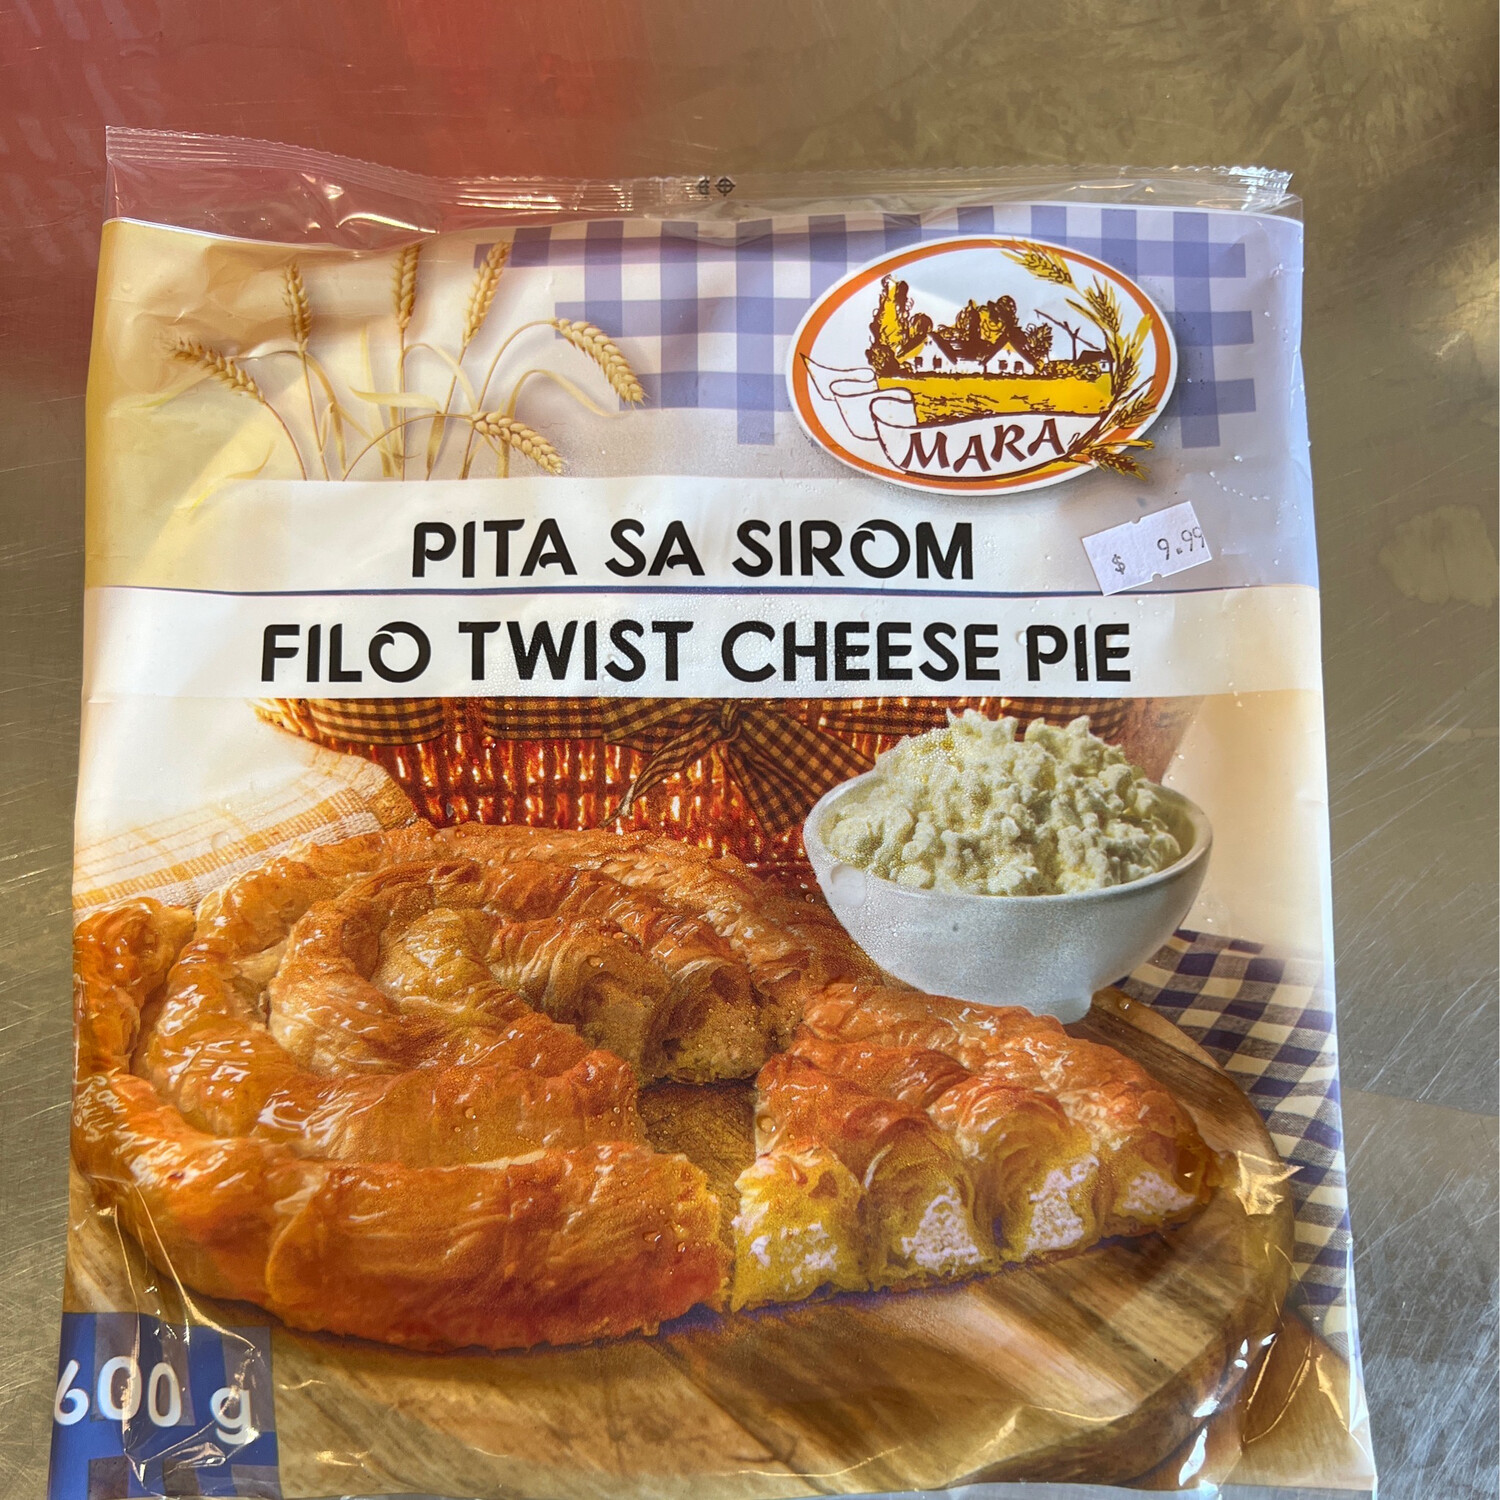 MARA
PITA SA SIROM
$ 9.99
FILO TWIST CHEESE PIE
600 g